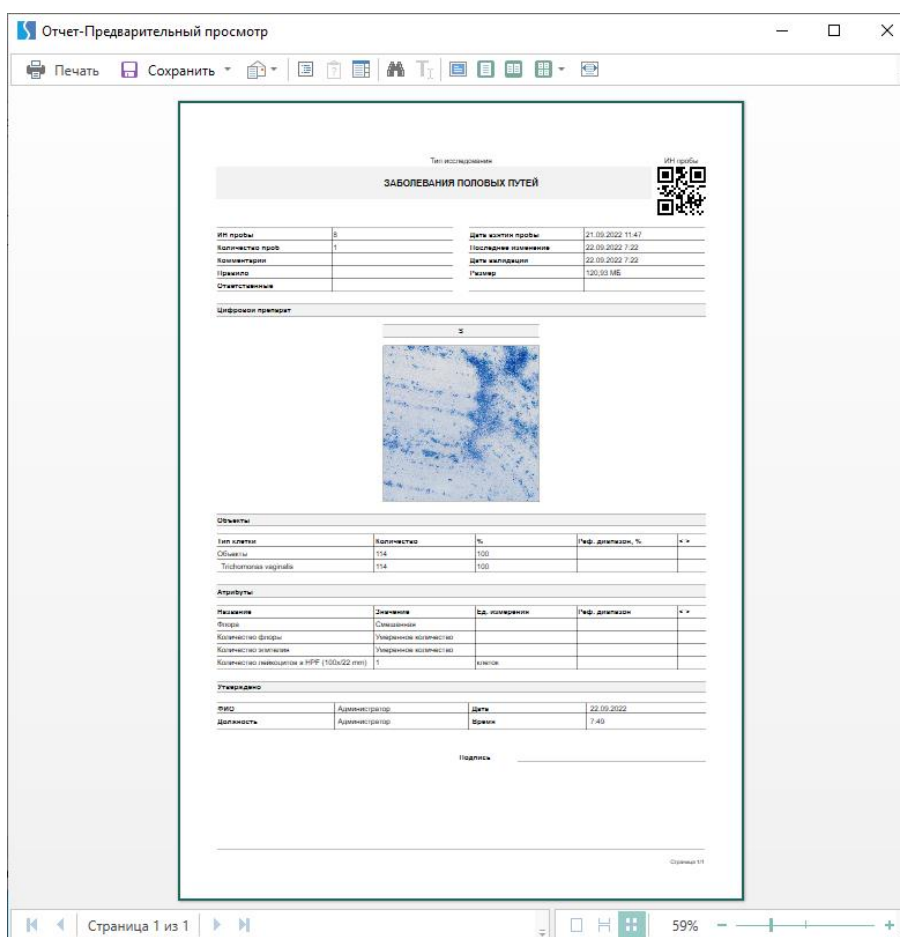 Отчет-Предварительный просмотр
Печать Сохранить
Тип исследования ИН пробы
ЗАБОЛЕВАНИЯ ПОЛОВЫХ ПУТЕЙ
ИН пробы 8 Дата взятия пробы 21.09.2022 11:47
Количество проб 1 Последнее изменение 22.09.2022 7:22
Комментарии Дата валидации 22.09.2022 7:22
Правило Размер 120,93 МБ
Ответственные
Цифровой препарат
Объекты
Тип клетки Количество % Реф. диапазон, % < >
Объекты 114 100
Trichomonas vaginalis 114 100
Атрибуты
Название Значение Ед. измерения Реф. диапазон < >
Флора Смешанная
Количество флоры Умеренное количество
Количество эпителия Умеренное количество
Количество лейкоцитов в HPF (100x/22 mm) 1 клеток
Утверждено
ФИО Администратор Дата 22.09.2022
Должность Администратор Время 7:49
Подпись
Страница 1/1
Страница 1 из 1 59%